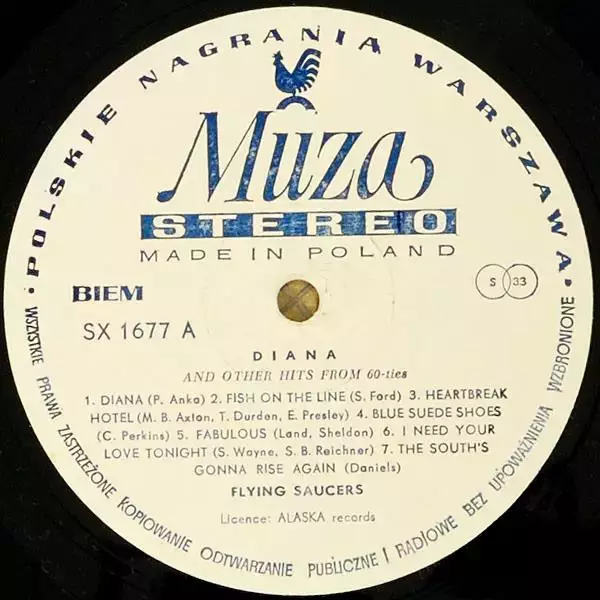 POLSKIE NAGRANIA WARSZAWA
Muza
STEREO
MADE IN POLAND
BIEM
S 33
SX 1677 A
DIANA
AND OTHER HITS FROM 60-ties
1. DIANA (P. Anka) 2. FISH ON THE LINE (S. Ford) 3. HEARTBREAK
HOTEL (M. B. Axton, T. Durden, E. Presley) 4. BLUE SUEDE SHOES
(C. Perkins) 5. FABULOUS (Land, Sheldon) 6. I NEED YOUR
LOVE TONIGHT (S. Wayne, S. B. Reichner) 7. THE SOUTH'S
GONNA RISE AGAIN (Daniels)
FLYING SAUCERS
Licence: ALASKA records
WSZYSTKIE PRAWA ZASTRZEŻONE KOPIOWANIE ODTWARZANIE PUBLICZNE I RADIOWE BEZ UPOWAŻNIENIA WZBRONIONE